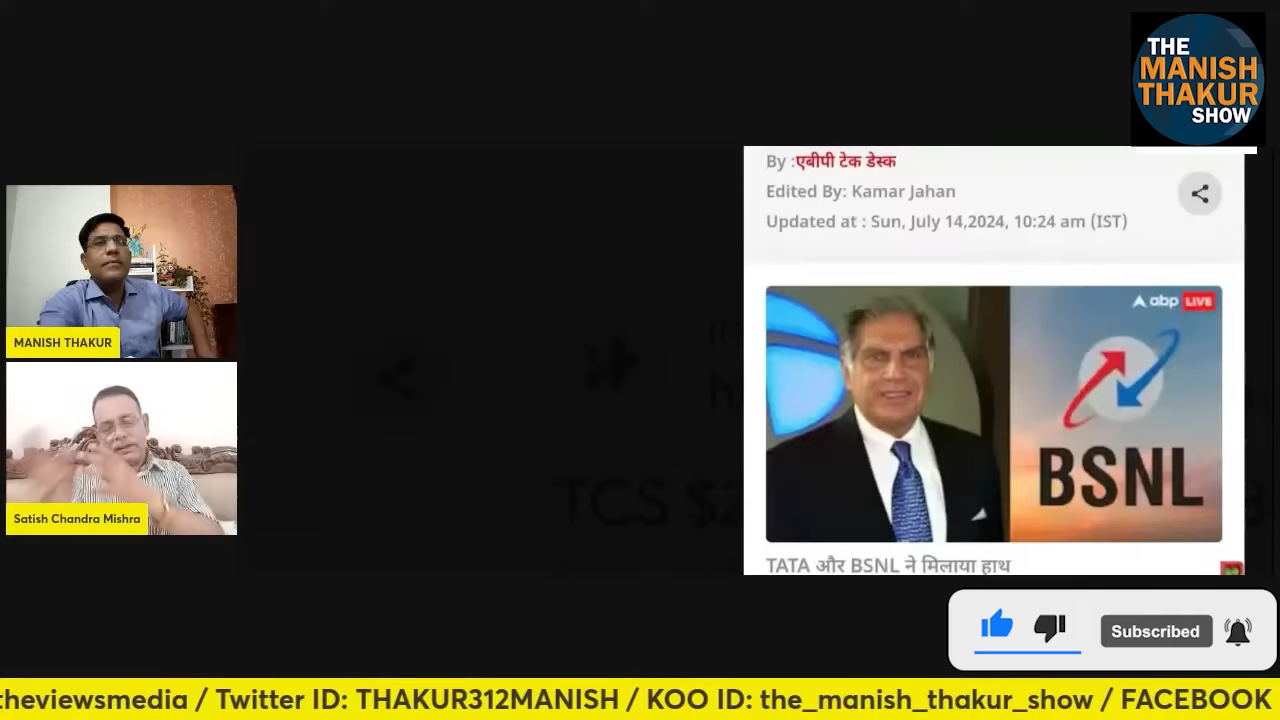 THE
MANISH
THAKUR
SHOW
By :एबीपी टेक डेस्क
Edited By: Kamar Jahan
Updated at : Sun, July 14,2024, 10:24 am (IST)
abp LIVE
BSNL
TATA और BSNL ने मिलाया हाथ
MANISH THAKUR
Satish Chandra Mishra
TCS $2
Subscribed
theviewsmedia / Twitter ID: THAKUR312MANISH / KOO ID: the_manish_thakur_show / FACEBOOK